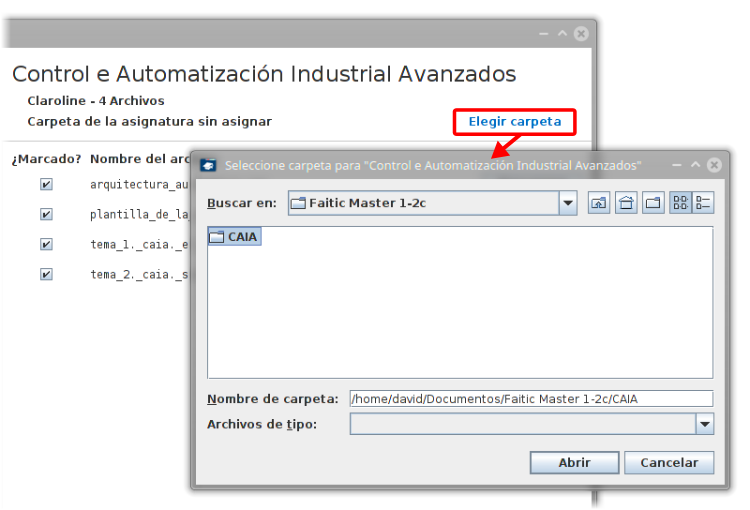 Control e Automatización Industrial Avanzados
Claroline - 4 Archivos
Carpeta de la asignatura sin asignar
Elegir carpeta
¿Marcado? Nombre del arc
arquitectura_au
plantilla_de_la_
tema_1._caia._e
tema_2._caia._s
Seleccione carpeta para "Control e Automatización Industrial Avanzados"
Buscar en: Faitic Master 1-2c
CAIA
Nombre de carpeta: /home/david/Documentos/Faitic Master 1-2c/CAIA
Archivos de tipo:
Abrir Cancelar